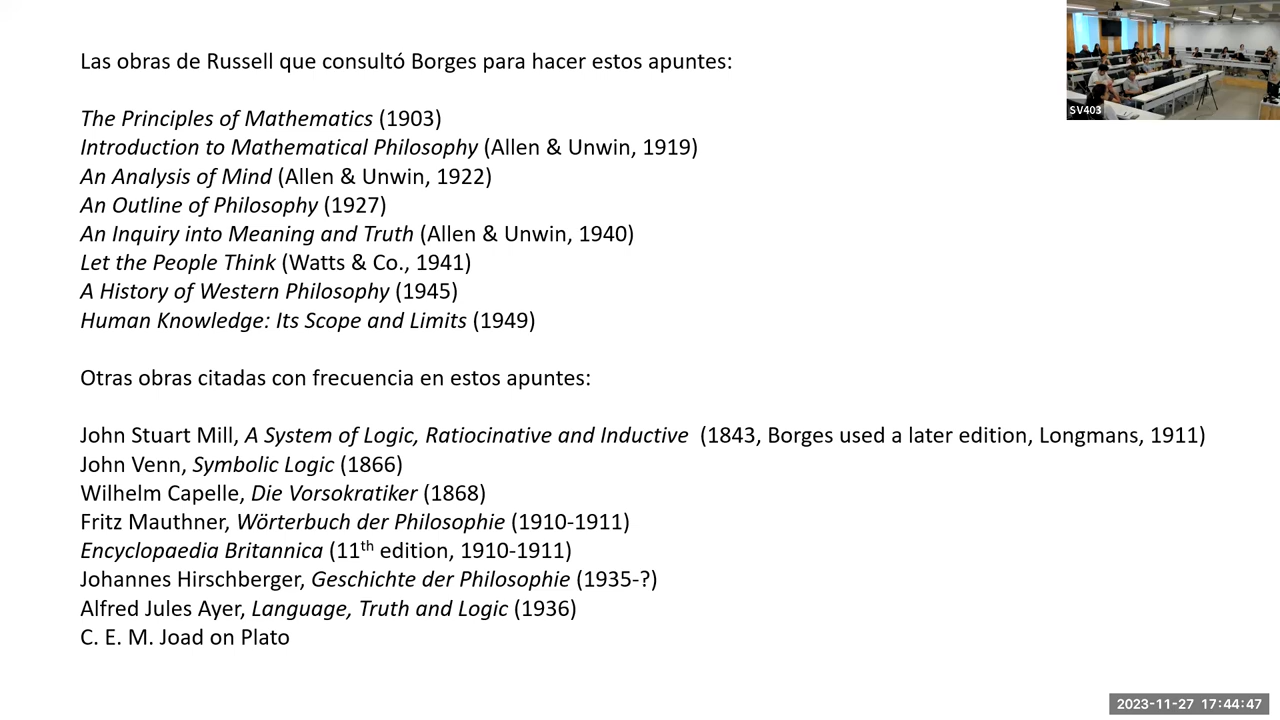 Las obras de Russell que consultó Borges para hacer estos apuntes:
The Principles of Mathematics (1903)
Introduction to Mathematical Philosophy (Allen & Unwin, 1919)
An Analysis of Mind (Allen & Unwin, 1922)
An Outline of Philosophy (1927)
An Inquiry into Meaning and Truth (Allen & Unwin, 1940)
Let the People Think (Watts & Co., 1941)
A History of Western Philosophy (1945)
Human Knowledge: Its Scope and Limits (1949)
Otras obras citadas con frecuencia en estos apuntes:
John Stuart Mill, A System of Logic, Ratiocinative and Inductive (1843, Borges used a later edition, Longmans, 1911)
John Venn, Symbolic Logic (1866)
Wilhelm Capelle, Die Vorsokratiker (1868)
Fritz Mauthner, Wörterbuch der Philosophie (1910-1911)
Encyclopaedia Britannica (11th edition, 1910-1911)
Johannes Hirschberger, Geschichte der Philosophie (1935-?)
Alfred Jules Ayer, Language, Truth and Logic (1936)
C. E. M. Joad on Plato
SV403
2023-11-27 17:44:47